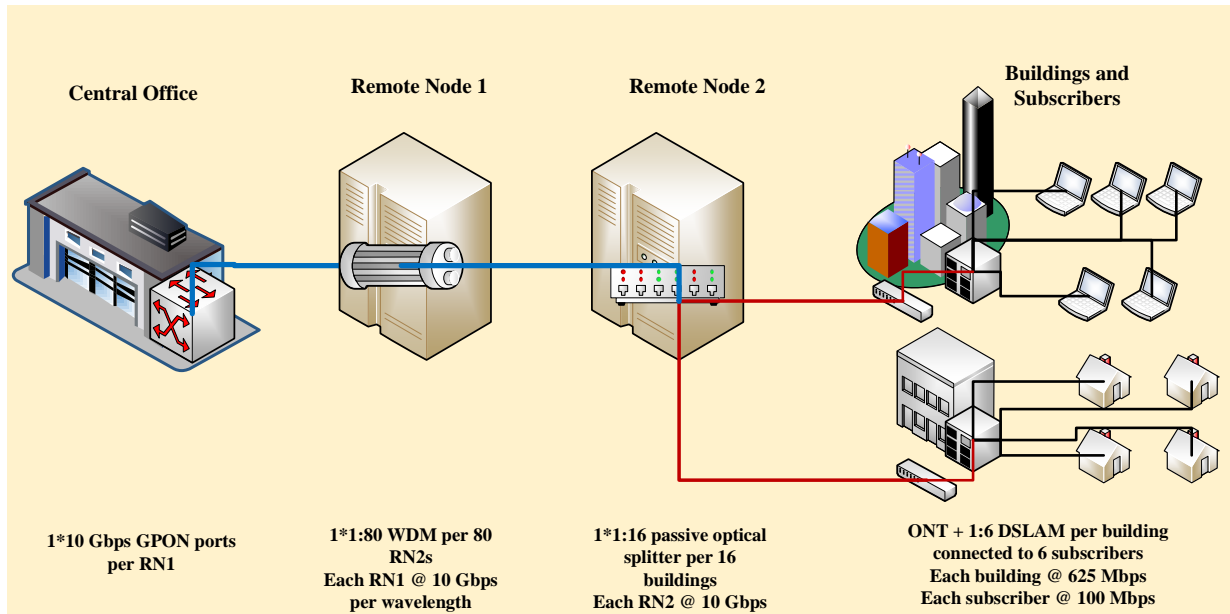 Central Office
Remote Node 1
Remote Node 2
Buildings and
Subscribers
1*10 Gbps GPON ports
per RN1
1*1:80 WDM per 80
RN2s
Each RN1 @ 10 Gbps
per wavelength
1*1:16 passive optical
splitter per 16
buildings
Each RN2 @ 10 Gbps
ONT + 1:6 DSLAM per building
connected to 6 subscribers
Each building @ 625 Mbps
Each subscriber @ 100 Mbps